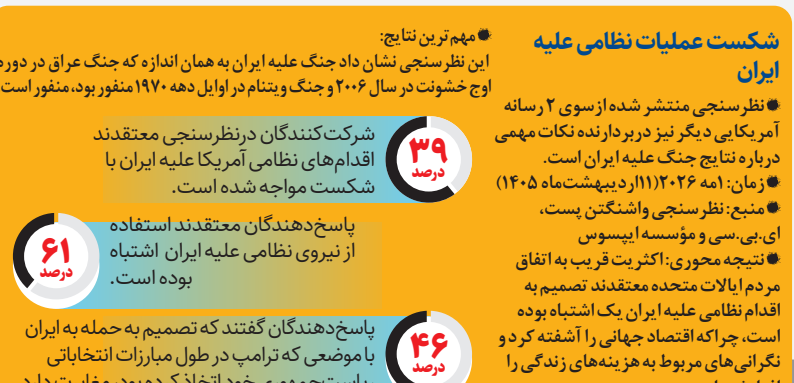 شکست عملیات نظامی علیه
ایران
نظرسنجی منتشر شده از سوی ۲ رسانه
آمریکایی دیگر نیز دربردارنده نکات مهمی
درباره نتایج جنگ علیه ایران است.
زمان: ۱مه ۲۰۲۶(۱۱اردیبهشت‌ماه ۱۴۰۵)
منبع: نظرسنجی واشنگتن پست،
ای.بی.سی و مؤسسه ایپسوس
نتیجه محوری: اکثریت قریب به اتفاق
مردم ایالات متحده معتقدند تصمیم به
اقدام نظامی علیه ایران یک اشتباه بوده
است، چراکه اقتصاد جهانی را آشفته کرد و
نگرانی‌های مربوط به هزینه‌های زندگی را
مهم‌ترین نتایج:
این نظرسنجی نشان داد جنگ علیه ایران به همان اندازه که جنگ عراق در دوره
اوج خشونت در سال ۲۰۰۶ و جنگ ویتنام در اوایل دهه ۱۹۷۰ منفور بود، منفور است
۳۹
درصد
شرکت‌کنندگان درنظرسنجی معتقدند
اقدام‌های نظامی آمریکا علیه ایران با
شکست مواجه شده است.
۶۱
درصد
پاسخ‌دهندگان معتقدند استفاده
از نیروی نظامی علیه ایران اشتباه
بوده است.
۴۶
درصد
پاسخ‌دهندگان گفتند که تصمیم به حمله به ایران
با موضعی که ترامپ در طول مبارزات انتخاباتی